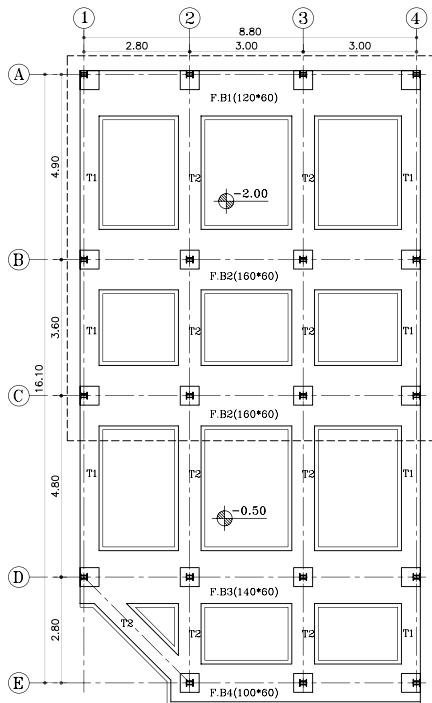 1 2 3 4
8.80
2.80 3.00 3.00
A
F.B1(120*60)
4.90
T1 T2 T2 T1
-2.00
B
F.B2(160*60)
3.60
T1 T2 T2 T1
16.10
C
F.B2(160*60)
4.80
T1 T2 T2 T1
-0.50
D
F.B3(140*60)
2.80
T2 T2 T2 T1
E
F.B4(100*60)